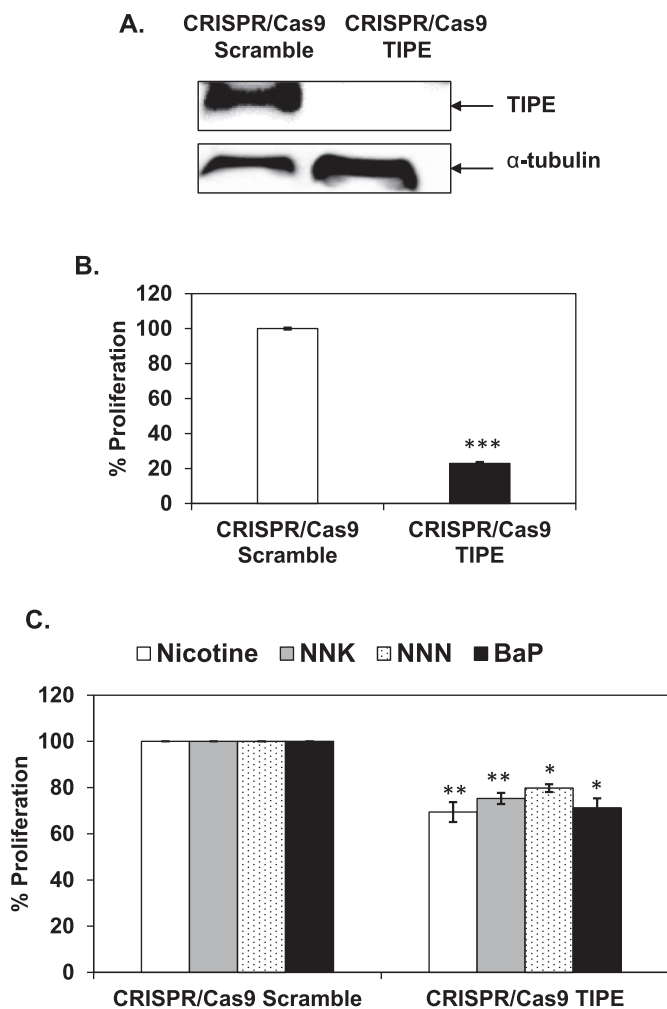 A.
CRISPR/Cas9 CRISPR/Cas9
Scramble TIPE
TIPE
α-tubulin
B.
120
100
80
60
40
20
0
% Proliferation
***
CRISPR/Cas9 CRISPR/Cas9
Scramble TIPE
C.
Nicotine NNK NNN BaP
120
100
80
60
40
20
0
% Proliferation
** ** * *
CRISPR/Cas9 Scramble CRISPR/Cas9 TIPE